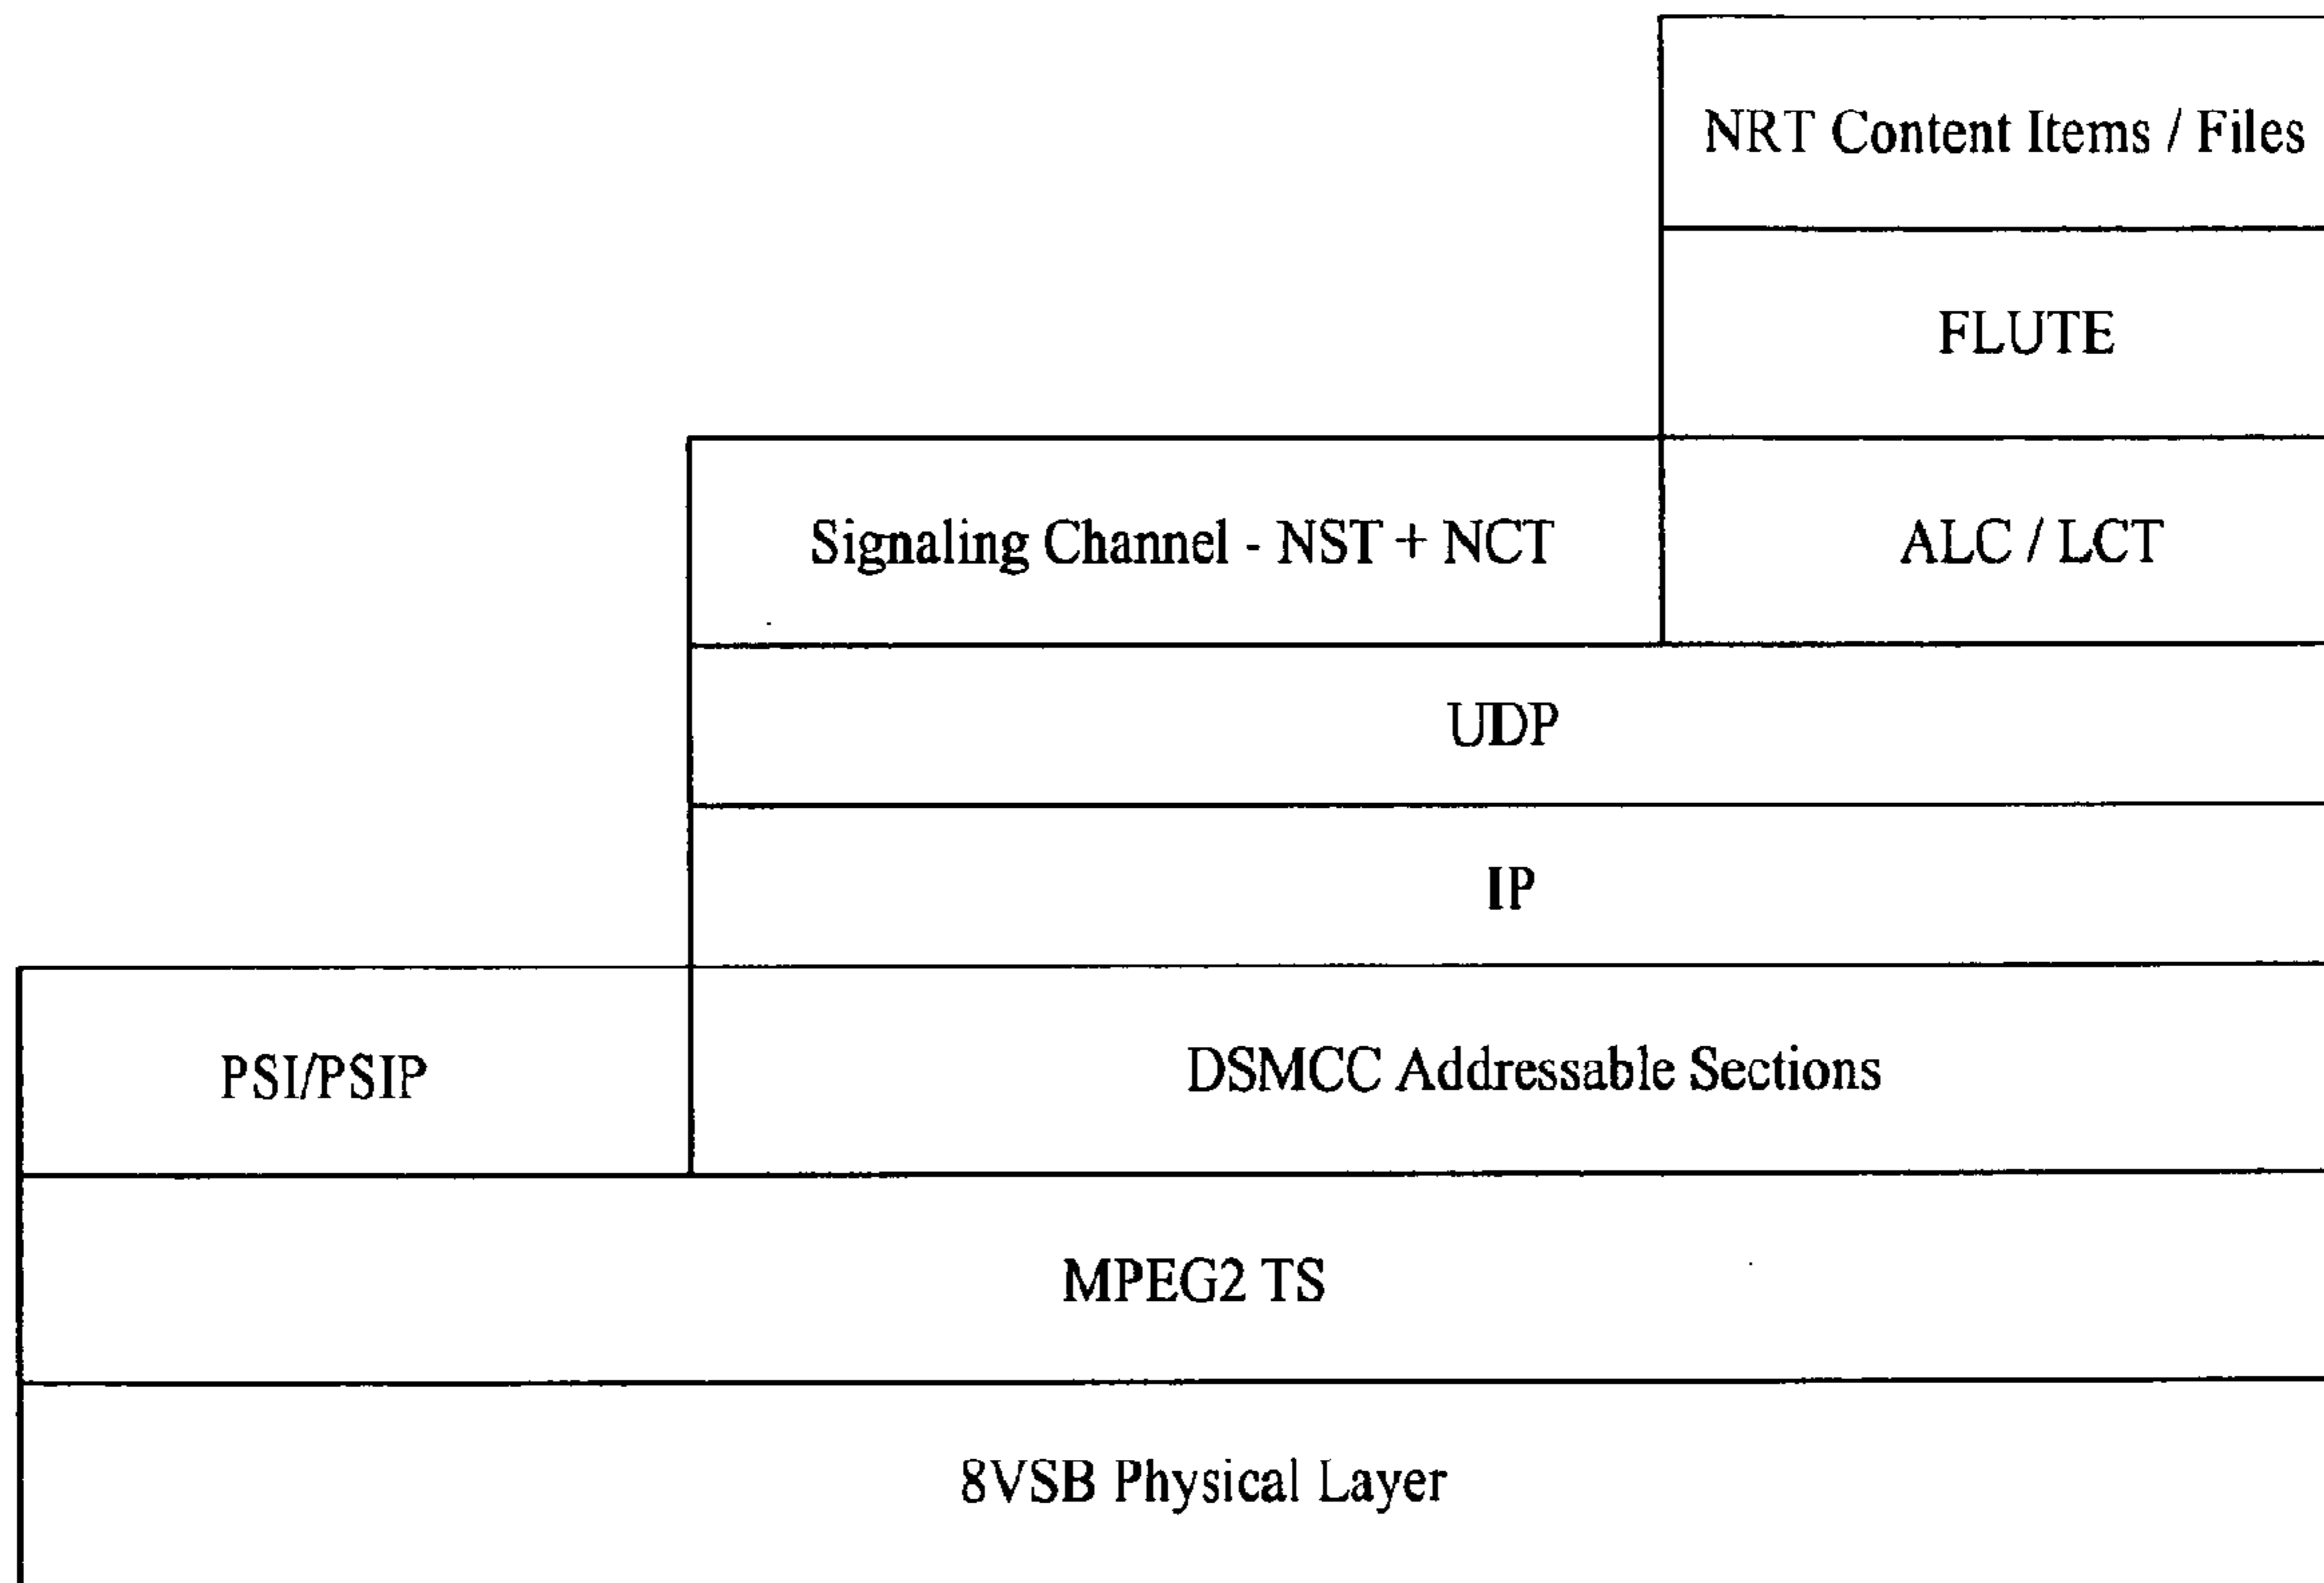 NRT Content Items / Files
FLUTE
Signaling Channel - NST + NCT
ALC / LCT
UDP
IP
PSI/PSIP
DSMCC Addressable Sections
MPEG2 TS
8VSB Physical Layer